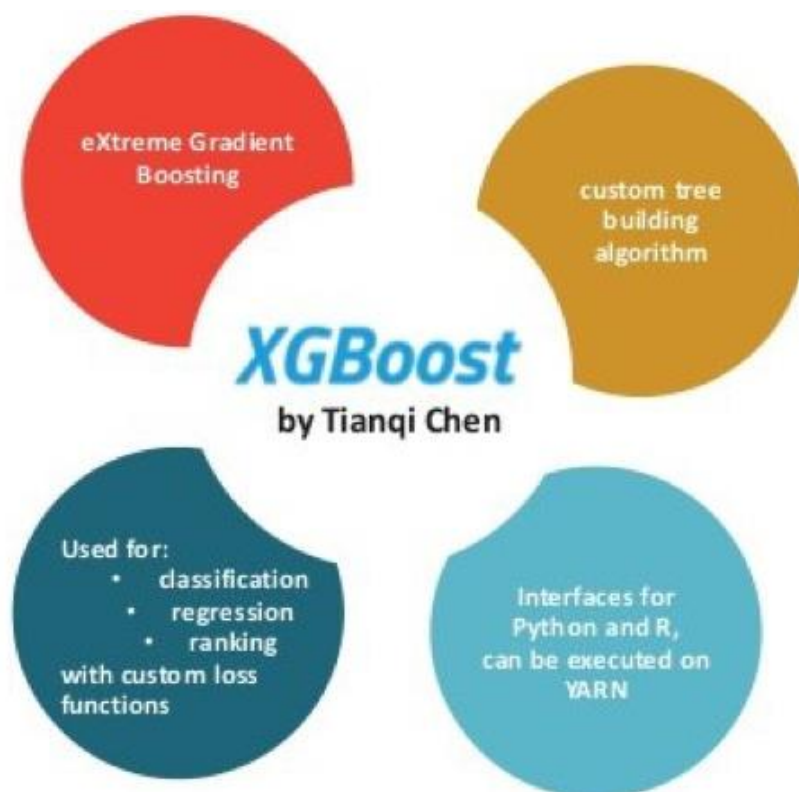 eXtreme Gradient
Boosting
custom tree
building
algorithm
XGBoost
by Tianqi Chen
Used for:
• classification
• regression
• ranking
with custom loss
functions
Interfaces for
Python and R,
can be executed on
YARN